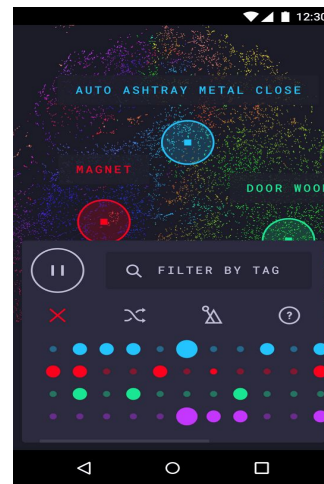 12:30
AUTO ASHTRAY METAL CLOSE
MAGNET
DOOR WOO
FILTER BY TAG
?